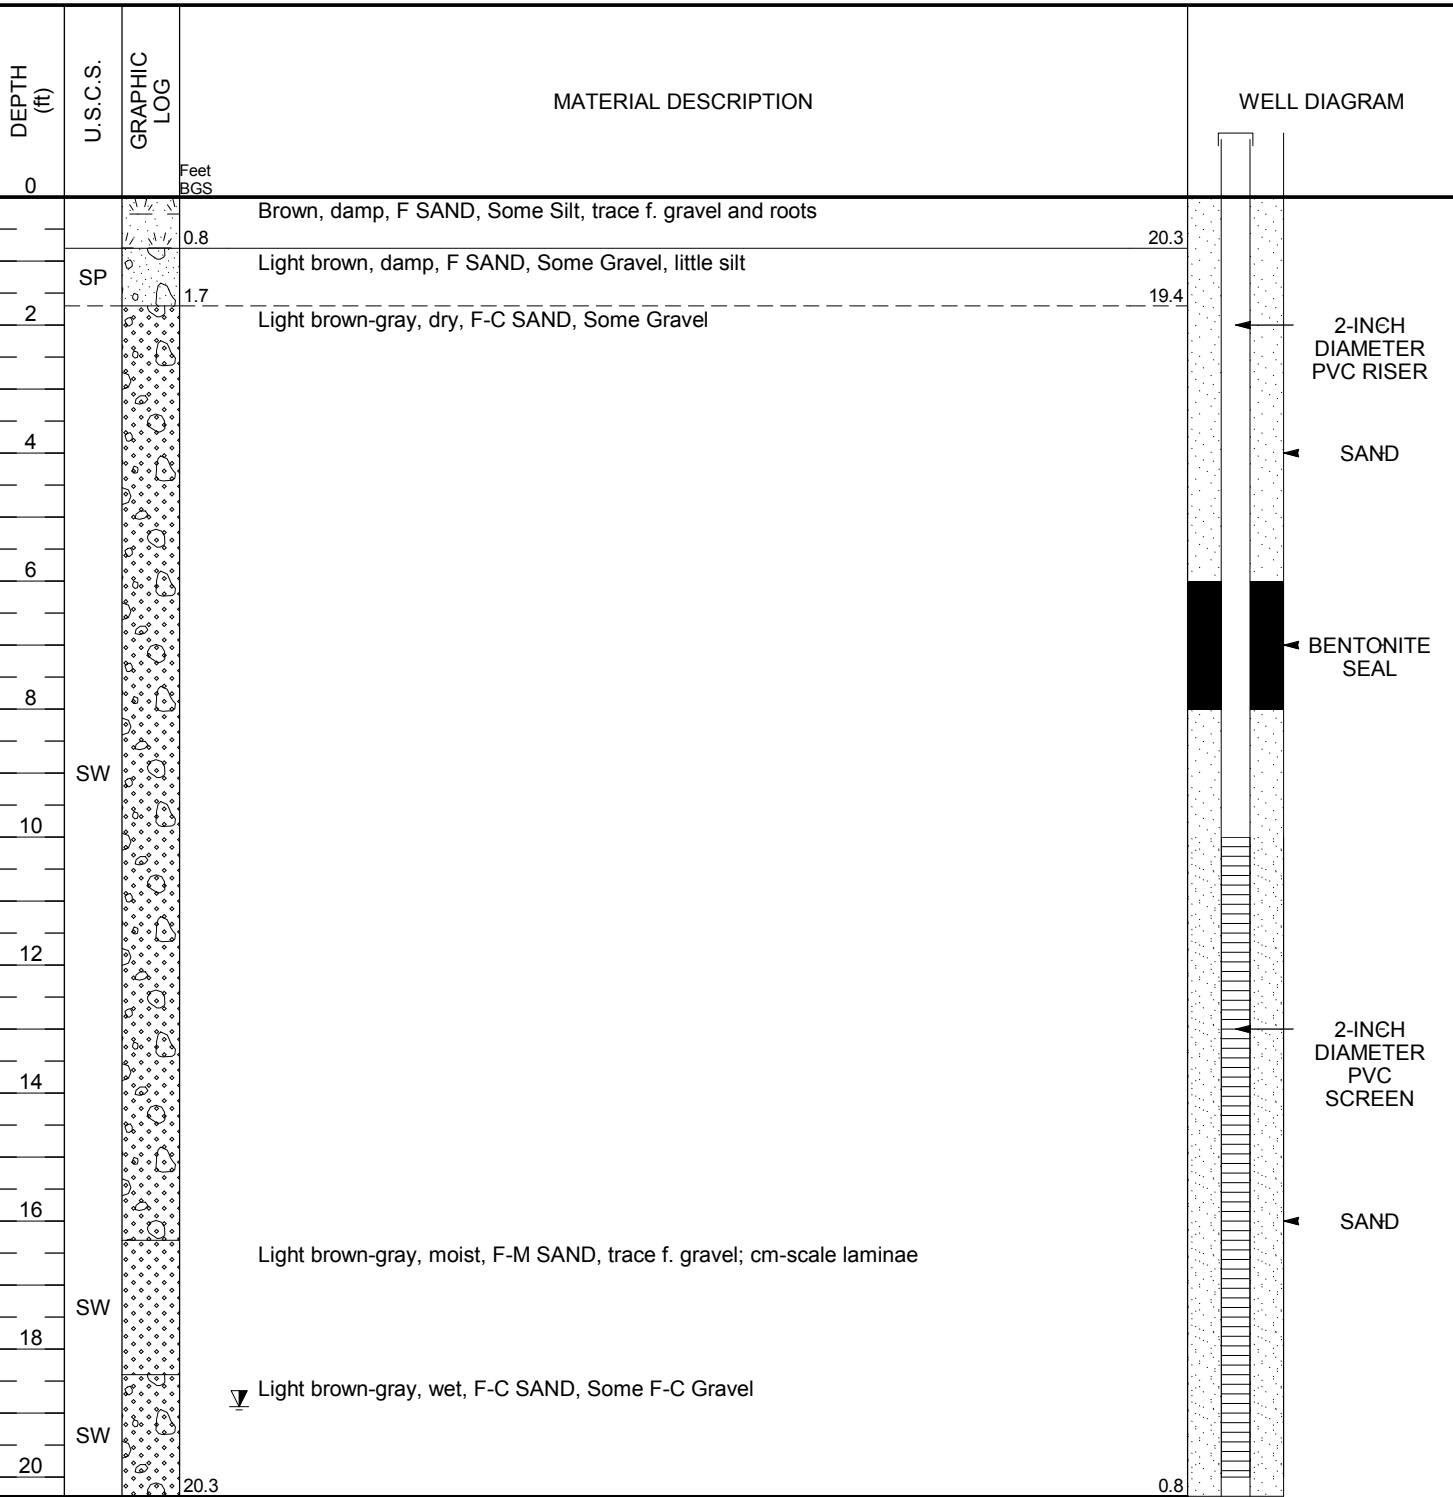 DEPTH
(ft)
U.S.C.S.
GRAPHIC
LOG
MATERIAL DESCRIPTION
WELL DIAGRAM
Feet
BGS
0
Brown, damp, F SAND, Some Silt, trace f. gravel and roots
0.8
20.3
SP
Light brown, damp, F SAND, Some Gravel, little silt
1.7
19.4
2
Light brown-gray, dry, F-C SAND, Some Gravel
2-INCH
DIAMETER
PVC RISER
4
SAND
6
BENTONITE
SEAL
8
SW
10
12
2-INCH
DIAMETER
PVC
SCREEN
14
16
SAND
Light brown-gray, moist, F-M SAND, trace f. gravel; cm-scale laminae
SW
18
Light brown-gray, wet, F-C SAND, Some F-C Gravel
SW
20
20.3
0.8